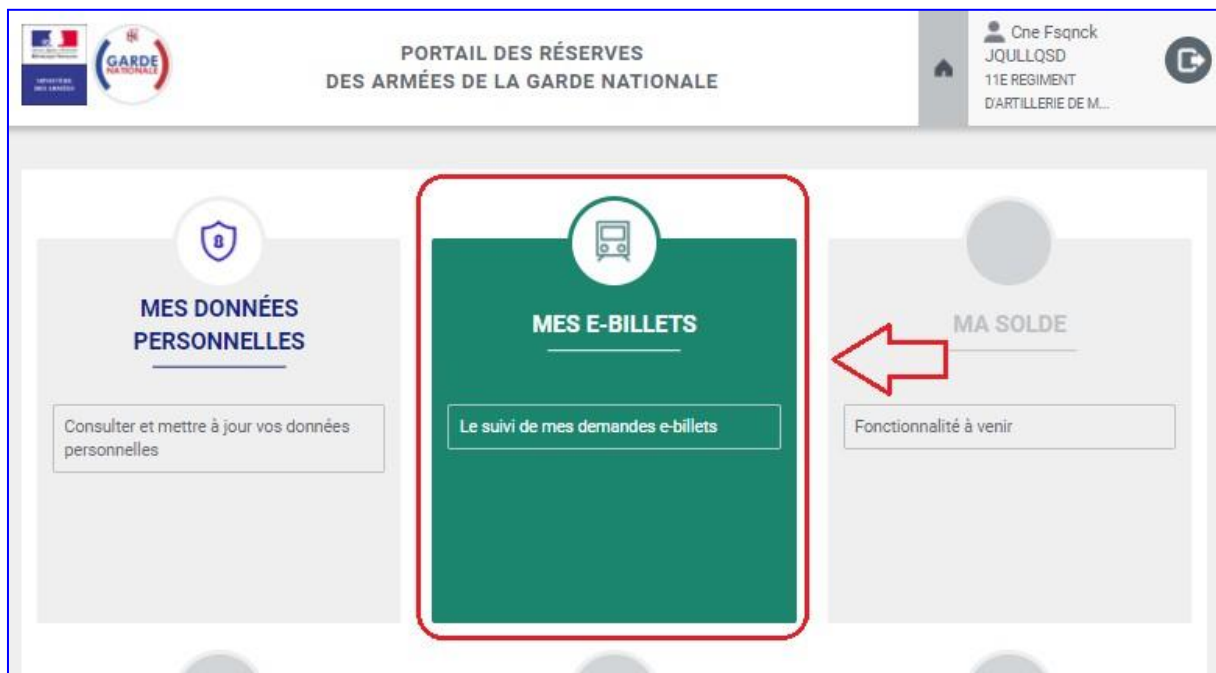 GARDE
NATIONALE
PORTAIL DES RÉSERVES
DES ARMÉES DE LA GARDE NATIONALE
Cne Fsqnck
JQULLQSD
11E REGIMENT
D'ARTILLERIE DE M...
MES DONNÉES
PERSONNELLES
Consulter et mettre à jour vos données
personnelles
MES E-BILLETS
Le suivi de mes demandes e-billets
MA SOLDE
Fonctionnalité à venir